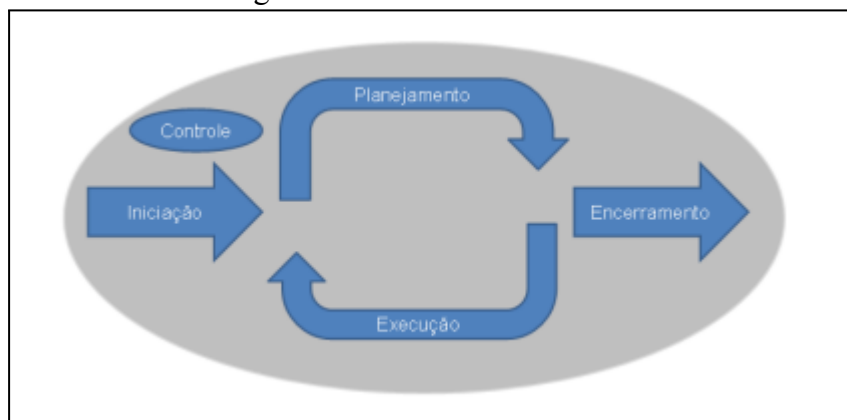 Planejamento
Controle
Iniciação
Encerramento
Execução